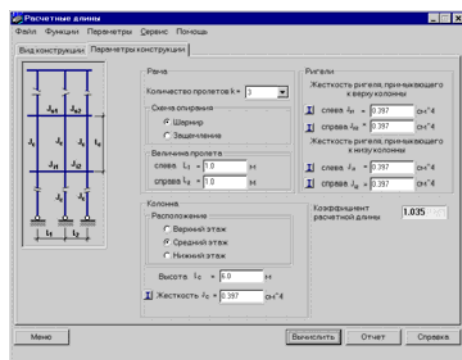 Расчетные длины
Файл Функции Параметры Сервис Помощь
Вид конструкции Параметры конструкции
Рама
Количество пролетов k = 3
Схема опирания
Шарнир
Защемление
Величина пролета
слева L1 = 1.0 м
справа L2 = 1.0 м
Колонна
Расположение
Верхний этаж
Средний этаж
Нижний этаж
Высота Lc = 6.0 м
Жесткость Jc = 0.397 см^4
Ригели
Жесткость ригеля, примыкающего
к верху колонны
слева = 0.397 см^4
справа = 0.397 см^4
Жесткость ригеля, примыкающего
к низу колонны
слева = 0.397 см^4
справа = 0.397 см^4
Коэффициент
расчетной длины
1.035
Меню Вычислить Отчет Справка